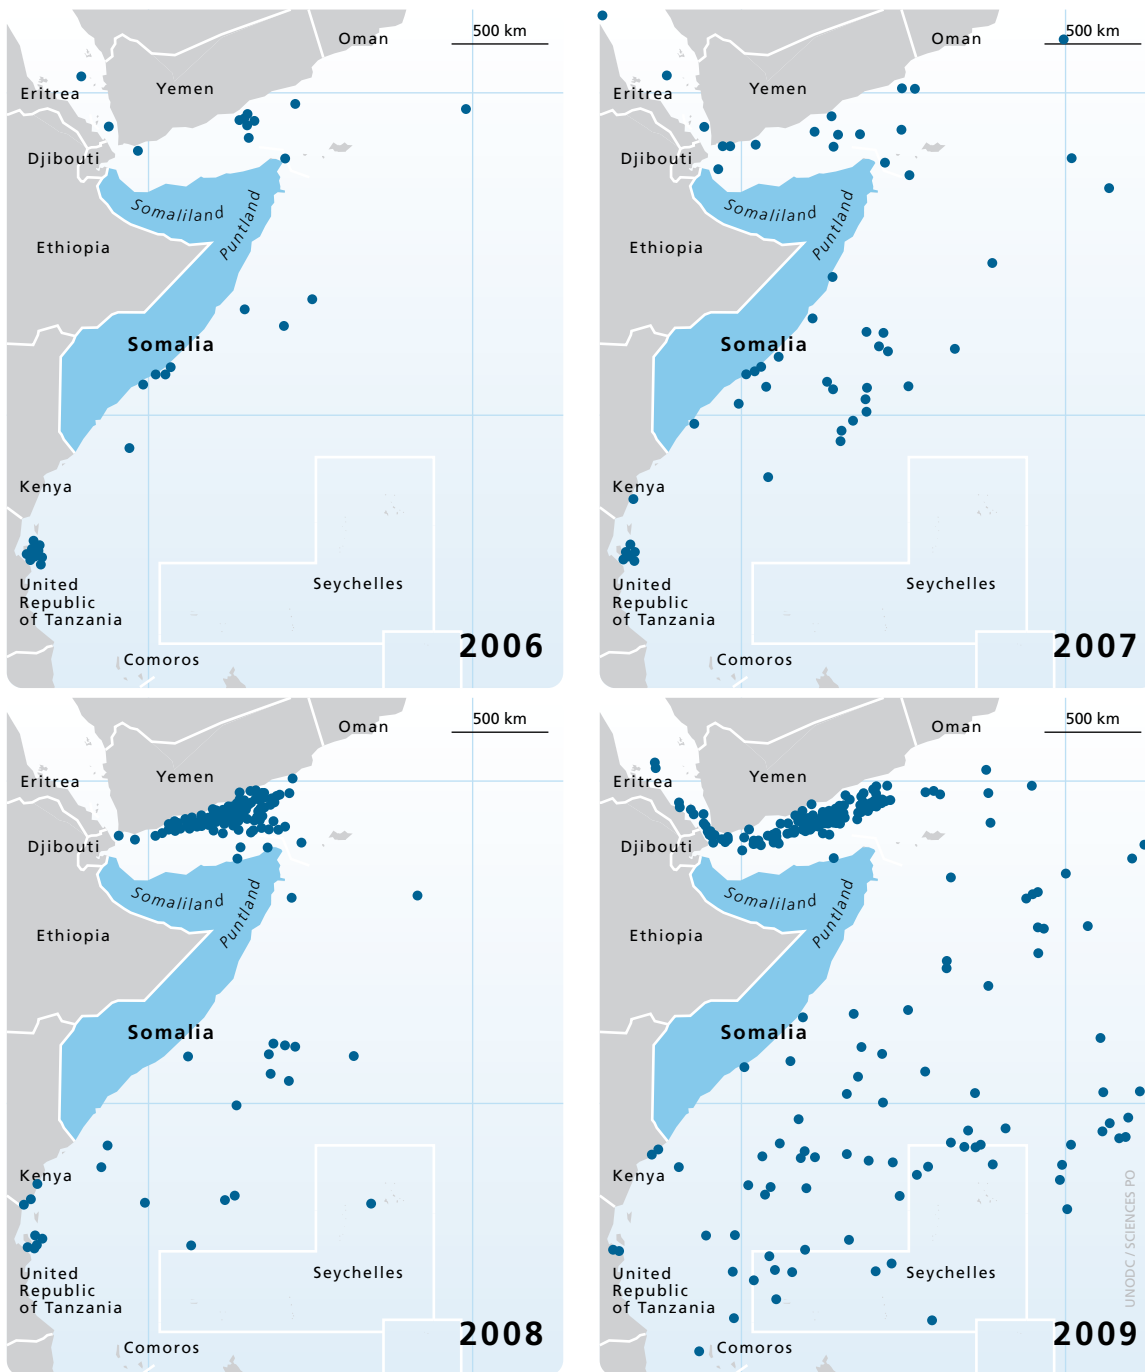 Oman
500 km
Yemen
Eritrea
Djibouti
Somaliland
Puntland
Ethiopia
Somalia
Kenya
Seychelles
United
Republic
of Tanzania
Comoros
2006
Oman
500 km
Yemen
Eritrea
Djibouti
Somaliland
Puntland
Ethiopia
Somalia
Kenya
Seychelles
United
Republic
of Tanzania
Comoros
2007
Oman
500 km
Yemen
Eritrea
Djibouti
Somaliland
Puntland
Ethiopia
Somalia
Kenya
Seychelles
United
Republic
of Tanzania
Comoros
2008
Oman
500 km
Yemen
Eritrea
Djibouti
Somaliland
Puntland
Ethiopia
Somalia
Kenya
Seychelles
United
Republic
of Tanzania
Comoros
2009
UNODC / SCIENCES PO